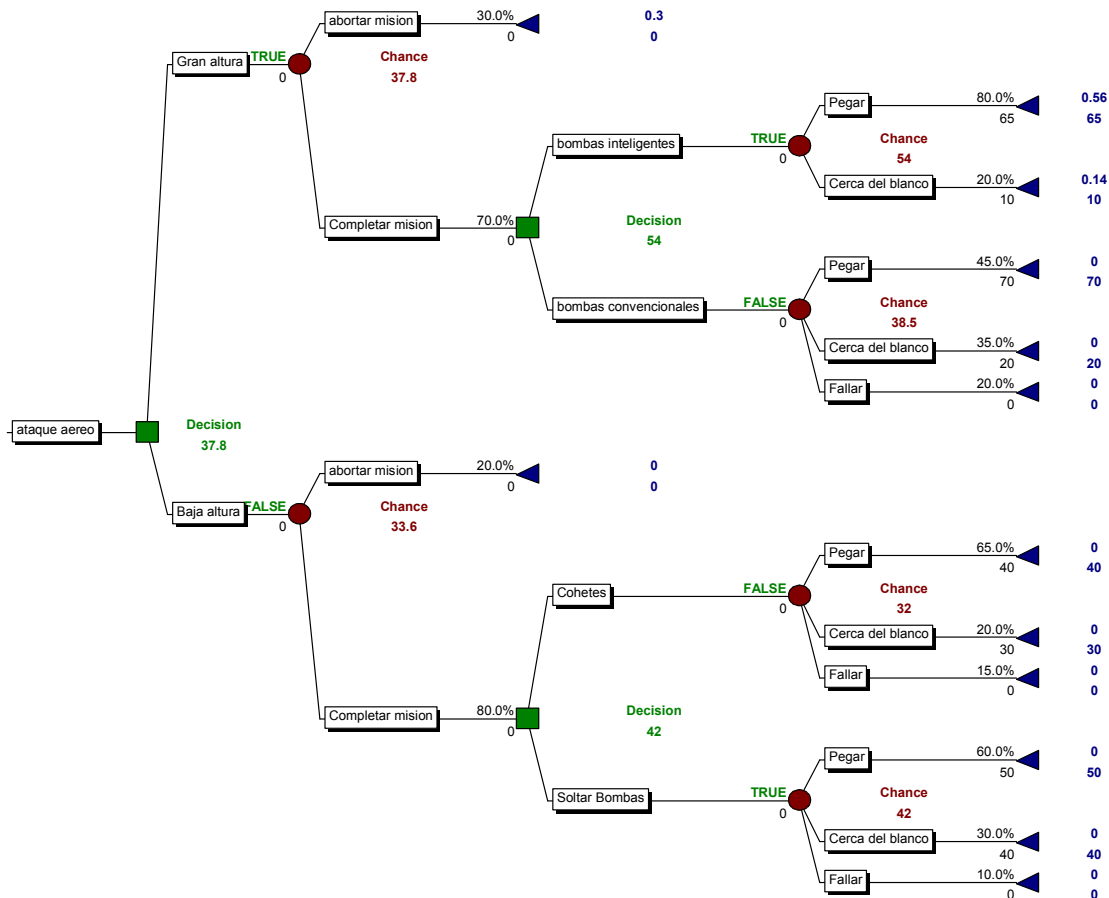 abortar mision 30.0% 0.3
0 0
Gran altura TRUE Chance
0 37.8
Pegar 80.0% 0.56
65 65
bombas inteligentes TRUE Chance
0 54
Cerca del blanco 20.0% 0.14
10 10
Completar mision 70.0% Decision
0 54
Pegar 45.0% 0
70 70
bombas convencionales FALSE Chance
0 38.5
Cerca del blanco 35.0% 0
20 20
Fallar 20.0% 0
0 0
ataque aereo Decision
37.8
abortar mision 20.0% 0
0 0
Baja altura FALSE Chance
0 33.6
Pegar 65.0% 0
40 40
Cohetes FALSE Chance
0 32
Cerca del blanco 20.0% 0
30 30
Fallar 15.0% 0
0 0
Completar mision 80.0% Decision
0 42
Pegar 60.0% 0
50 50
Soltar Bombas TRUE Chance
0 42
Cerca del blanco 30.0% 0
40 40
Fallar 10.0% 0
0 0